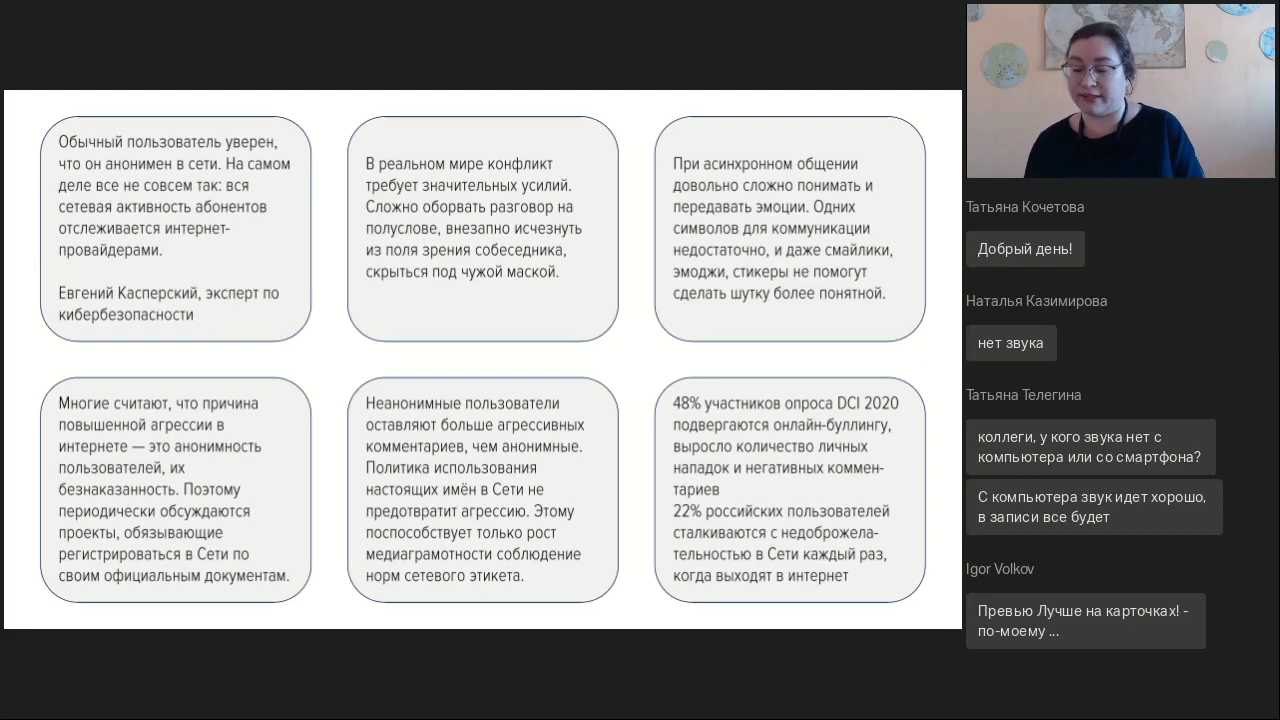 Обычный пользователь уверен,
что он анонимен в сети. На самом
деле все не совсем так: вся
сетевая активность абонентов
отслеживается интернет-
провайдерами.
Евгений Касперский, эксперт по
кибербезопасности
В реальном мире конфликт
требует значительных усилий.
Сложно оборвать разговор на
полуслове, внезапно исчезнуть
из поля зрения собеседника,
скрыться под чужой маской.
При асинхронном общении
довольно сложно понимать и
передавать эмоции. Одних
символов для коммуникации
недостаточно, и даже смайлики,
эмоджи, стикеры не помогут
сделать шутку более понятной.
Многие считают, что причина
повышенной агрессии в
интернете — это анонимность
пользователей, их
безнаказанность. Поэтому
периодически обсуждаются
проекты, обязывающие
регистрироваться в Сети по
своим официальным документам.
Неанонимные пользователи
оставляют больше агрессивных
комментариев, чем анонимные.
Политика использования
настоящих имён в Сети не
предотвратит агрессию. Этому
поспособствует только рост
медиаграмотности соблюдение
норм сетевого этикета.
48% участников опроса DCI 2020
подвергаются онлайн-буллингу,
выросло количество личных
нападок и негативных коммен-
тариев
22% российских пользователей
сталкиваются с недоброжела-
тельностью в Сети каждый раз,
когда выходят в интернет
Татьяна Кочетова
Добрый день!
Наталья Казимирова
нет звука
Татьяна Телегина
коллеги, у кого звука нет с
компьютера или со смартфона?
С компьютера звук идет хорошо,
в записи все будет
Igor Volkov
Превью Лучше на карточках! -
по-моему ...